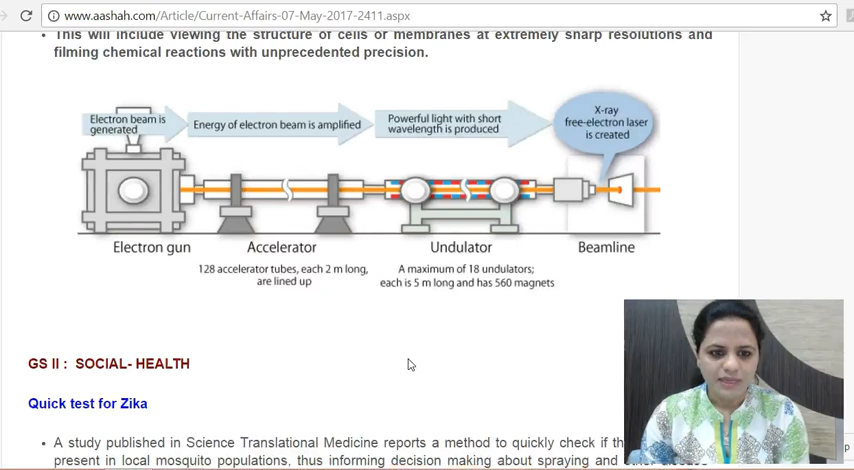 www.aashah.com/Article/Current-Affairs-07-May-2017-2411.aspx
This will include viewing the structure of cells or membranes at extremely sharp resolutions and
filming chemical reactions with unprecedented precision.
Electron beam is
generated
Energy of electron beam is amplified
Powerful light with short
wavelength is produced
X-ray
free-electron laser
is created
Electron gun
Accelerator
Undulator
Beamline
128 accelerator tubes, each 2 m long,
are lined up
A maximum of 18 undulators;
each is 5 m long and has 560 magnets
GS II : SOCIAL- HEALTH
Quick test for Zika
A study published in Science Translational Medicine reports a method to quickly check if th
present in local mosquito populations, thus informing decision making about spraying and